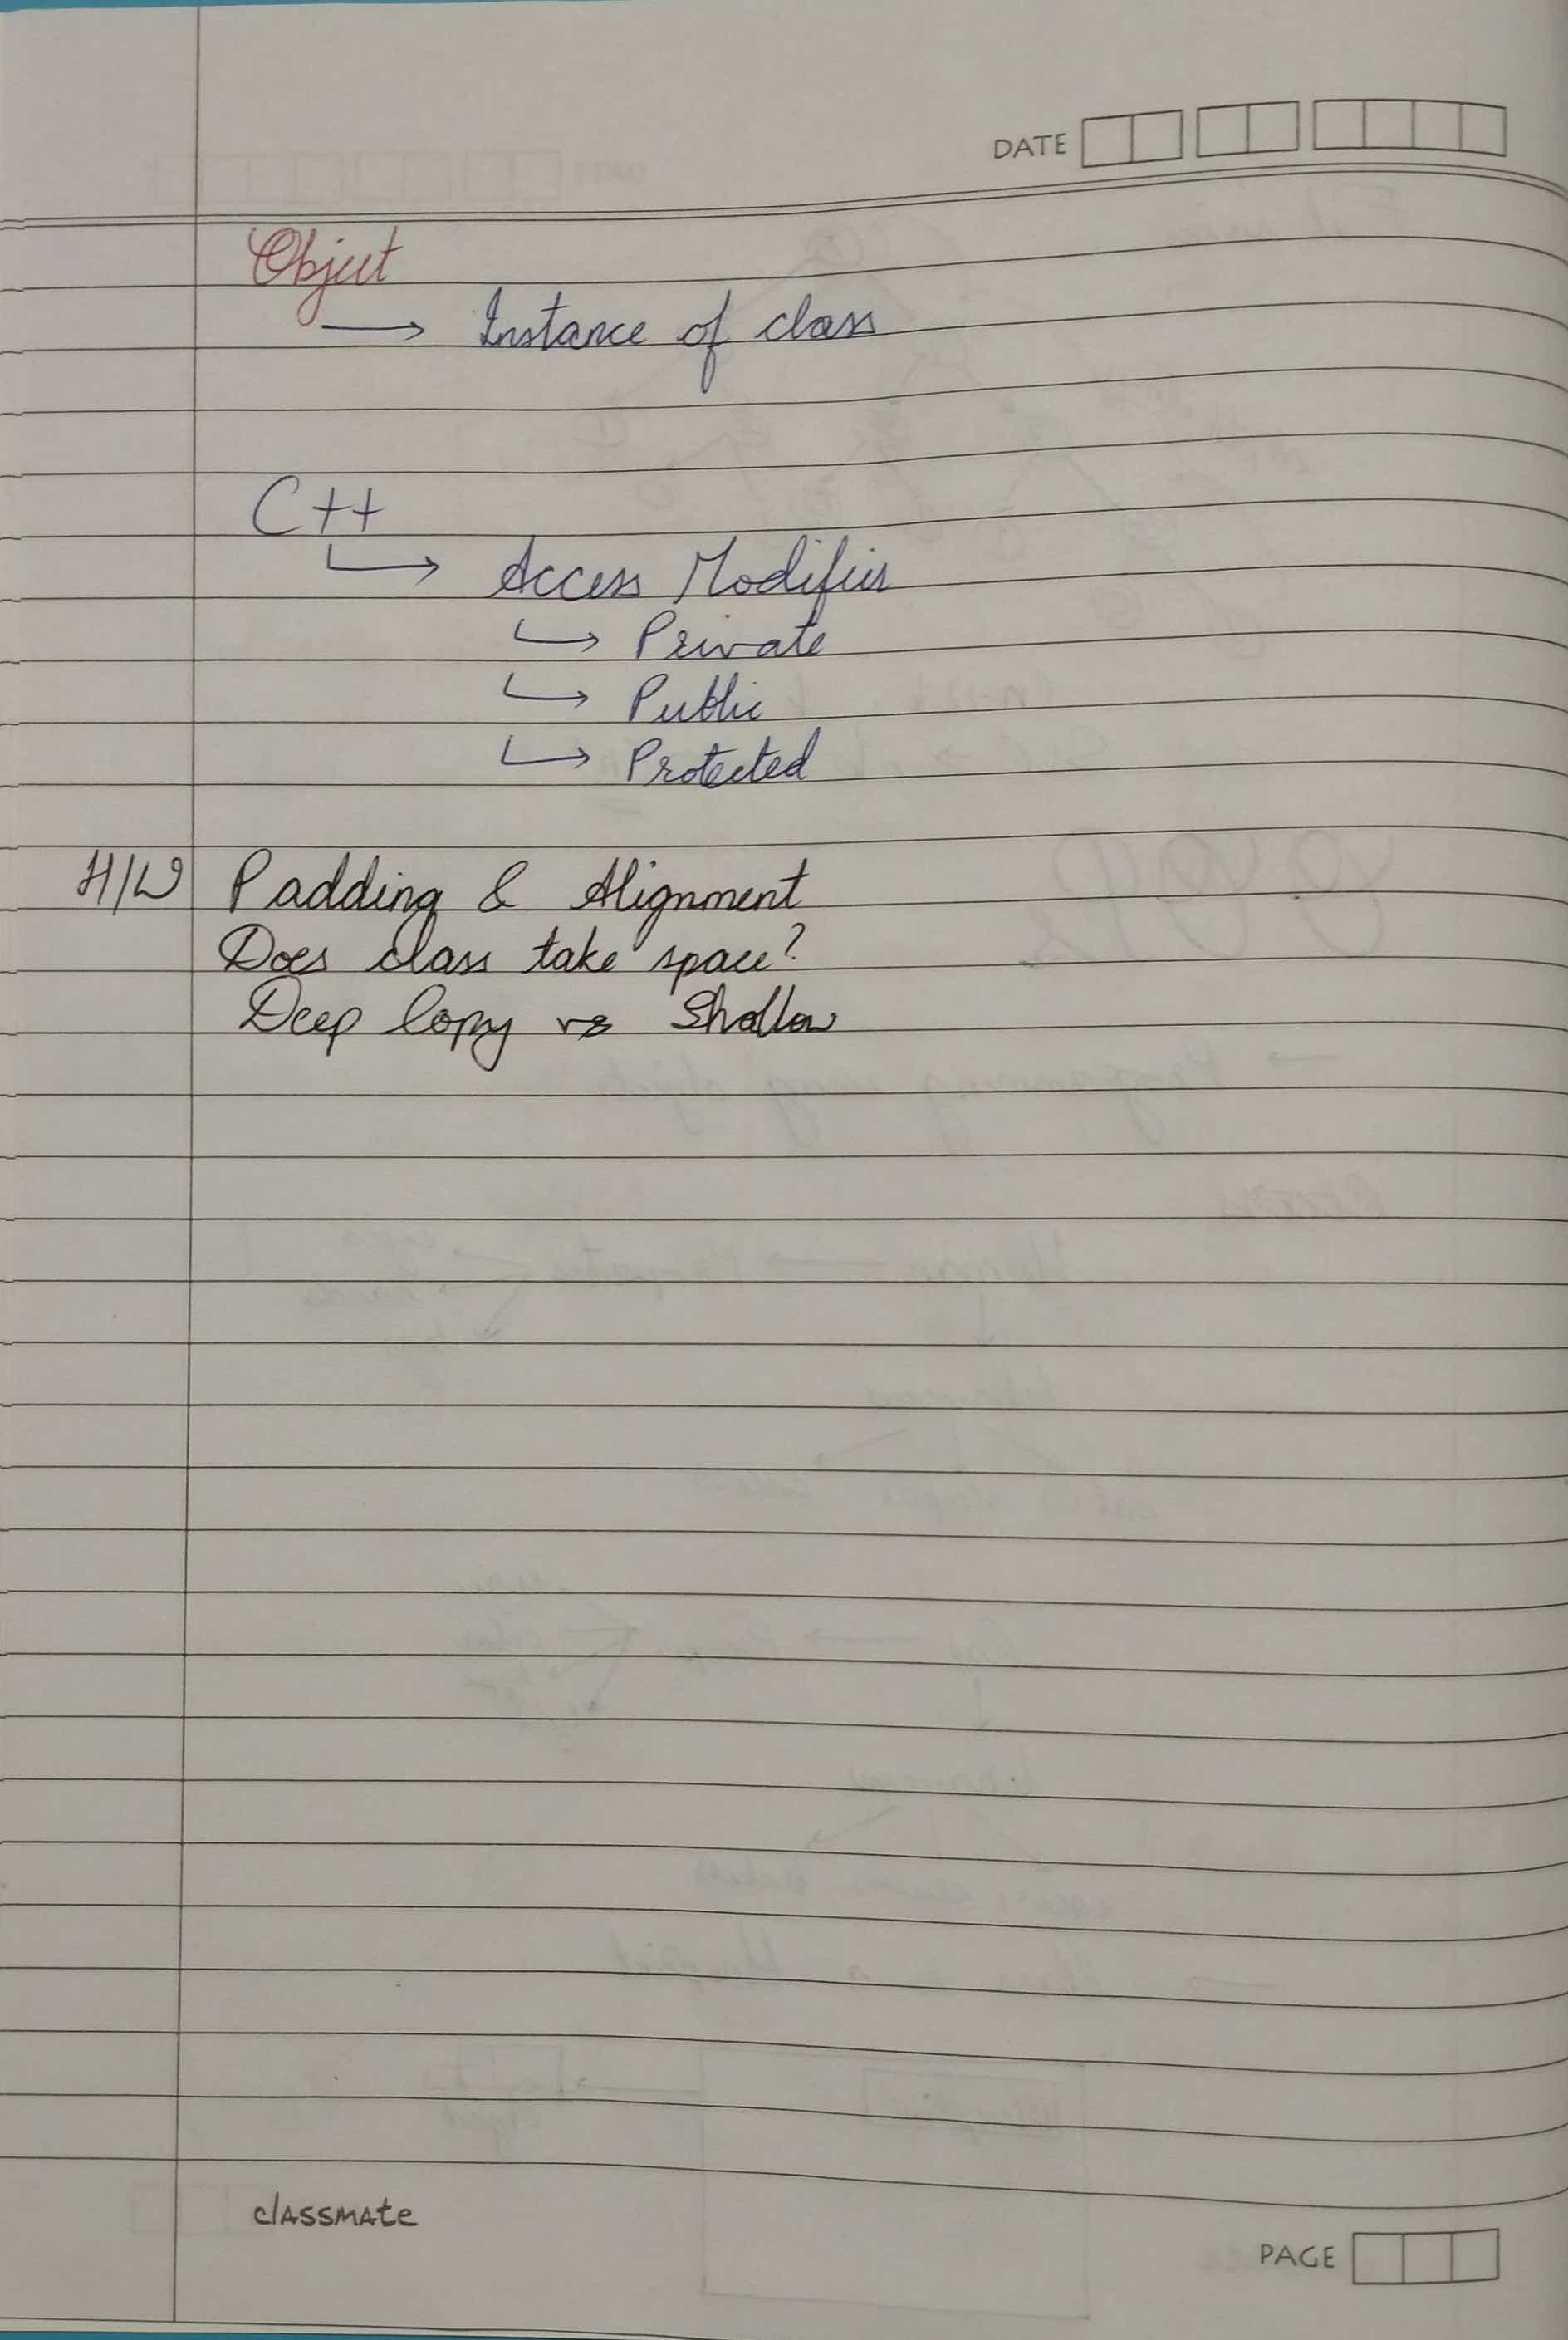 DATE
Object
→ Instance of class
C++
↳ Access Modifier
↳ Private
↳ Public
↳ Protected
H/W Padding & Alignment
Does class take space?
Deep Copy vs Shallow
classmate
PAGE